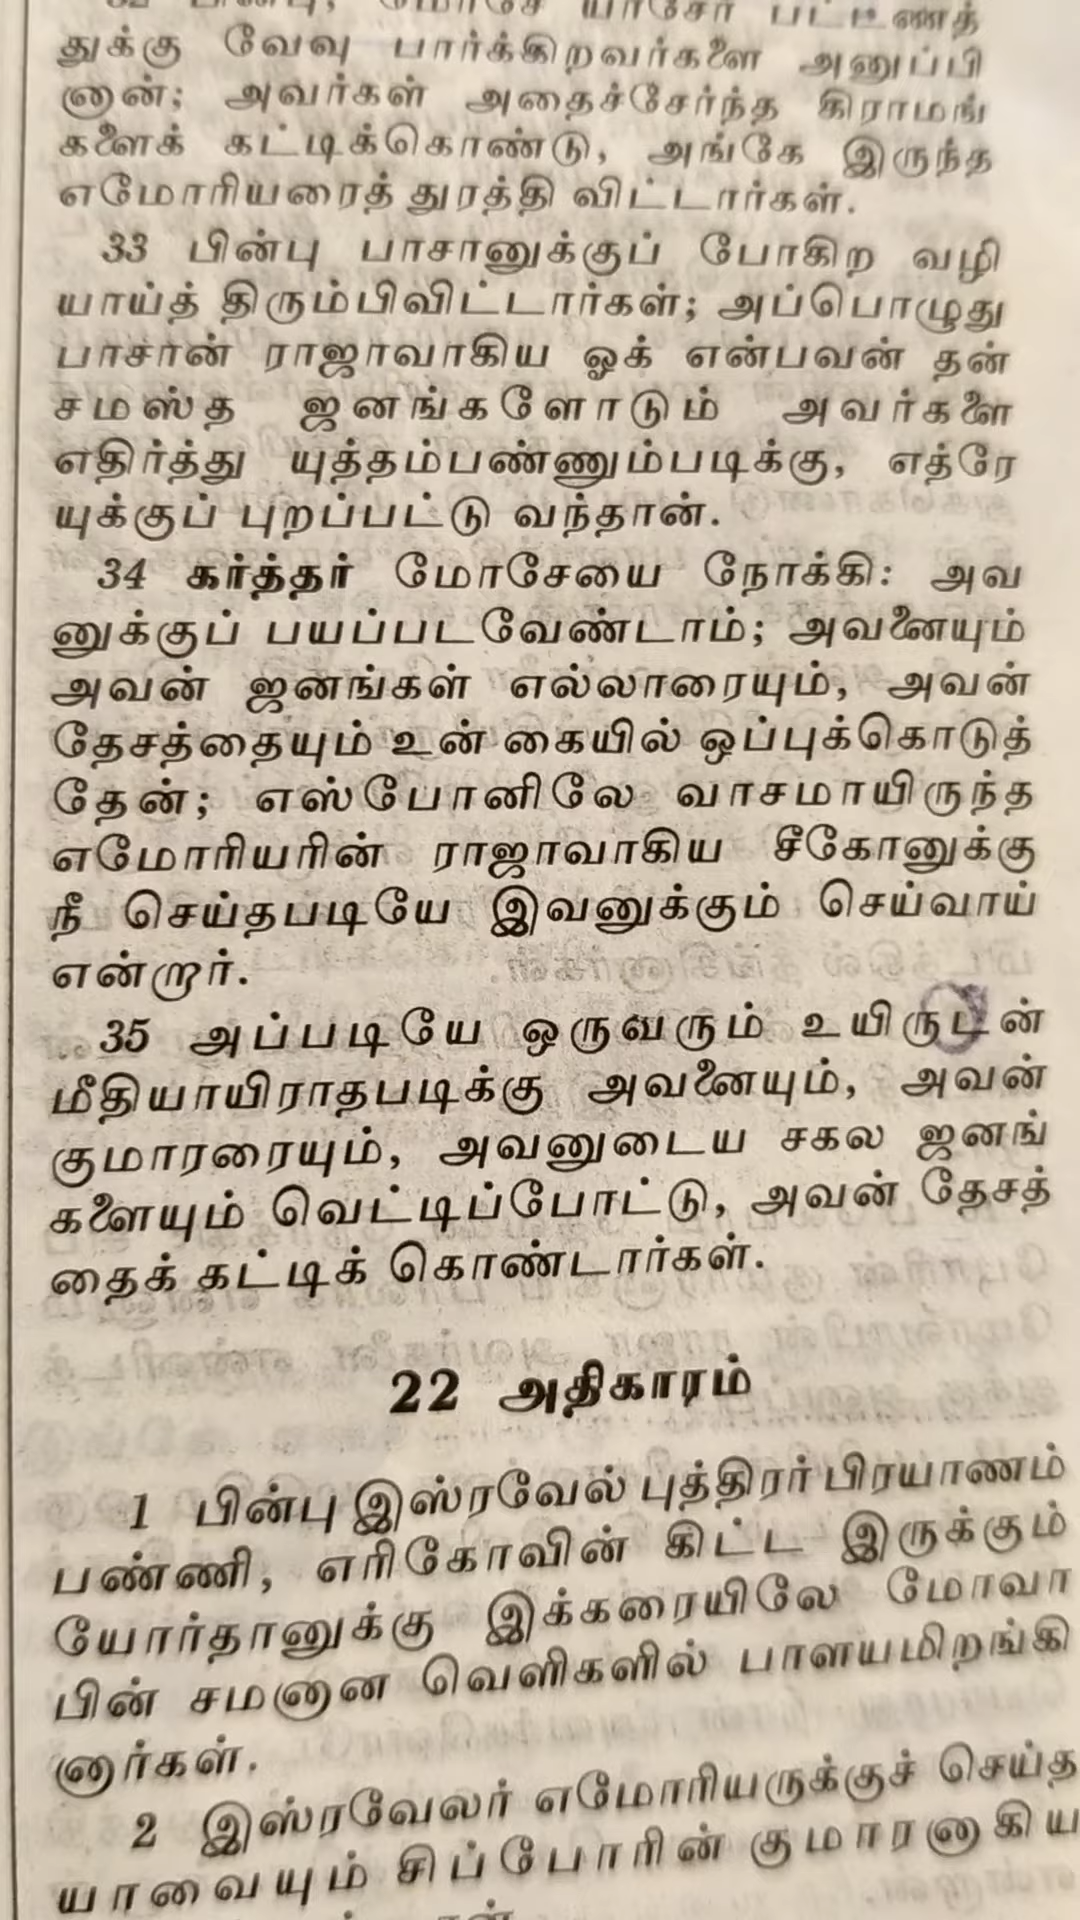 32 பின்பு, மோசே யாசேர் பட்டணத்
துக்கு வேவு பார்க்கிறவர்களை அனுப்பி
னான்; அவர்கள் அதைச்சேர்ந்த கிராமங்
களைக் கட்டிக்கொண்டு, அங்கே இருந்த
எமோரியரைத் துரத்தி விட்டார்கள்.
33 பின்பு பாசானுக்குப் போகிற வழி
யாய்த் திரும்பிவிட்டார்கள்; அப்பொழுது
பாசான் ராஜாவாகிய ஓக் என்பவன் தன்
சமஸ்த ஜனங்களோடும் அவர்களை
எதிர்த்து யுத்தம்பண்ணும்படிக்கு, எத்ரே
யுக்குப் புறப்பட்டு வந்தான்.
34 கர்த்தர் மோசேயை நோக்கி: அவ
னுக்குப் பயப்படவேண்டாம்; அவனையும்
அவன் ஜனங்கள் எல்லாரையும், அவன்
தேசத்தையும் உன் கையில் ஒப்புக்கொடுத்
தேன்; எஸ்போனிலே வாசமாயிருந்த
எமோரியரின் ராஜாவாகிய சீகோனுக்கு
நீ செய்தபடியே இவனுக்கும் செய்வாய்
என்றார்.
35 அப்படியே ஒருவரும் உயிருடன்
மீதியாயிராதபடிக்கு அவனையும், அவன்
குமாரரையும், அவனுடைய சகல ஜனங்
களையும் வெட்டிப்போட்டு, அவன் தேசத்
தைக் கட்டிக் கொண்டார்கள்.
22 அதிகாரம்
1 பின்பு இஸ்ரவேல் புத்திரர் பிரயாணம்
பண்ணி, எரிகோவின் கிட்ட இருக்கும்
யோர்தானுக்கு இக்கரையிலே மோவா
பின் சமனான வெளிகளில் பாளயமிறங்கி
னார்கள்.
2 இஸ்ரவேலர் எமோரியருக்குச் செய்த
யாவையும் சிப்போரின் குமாரனாகிய